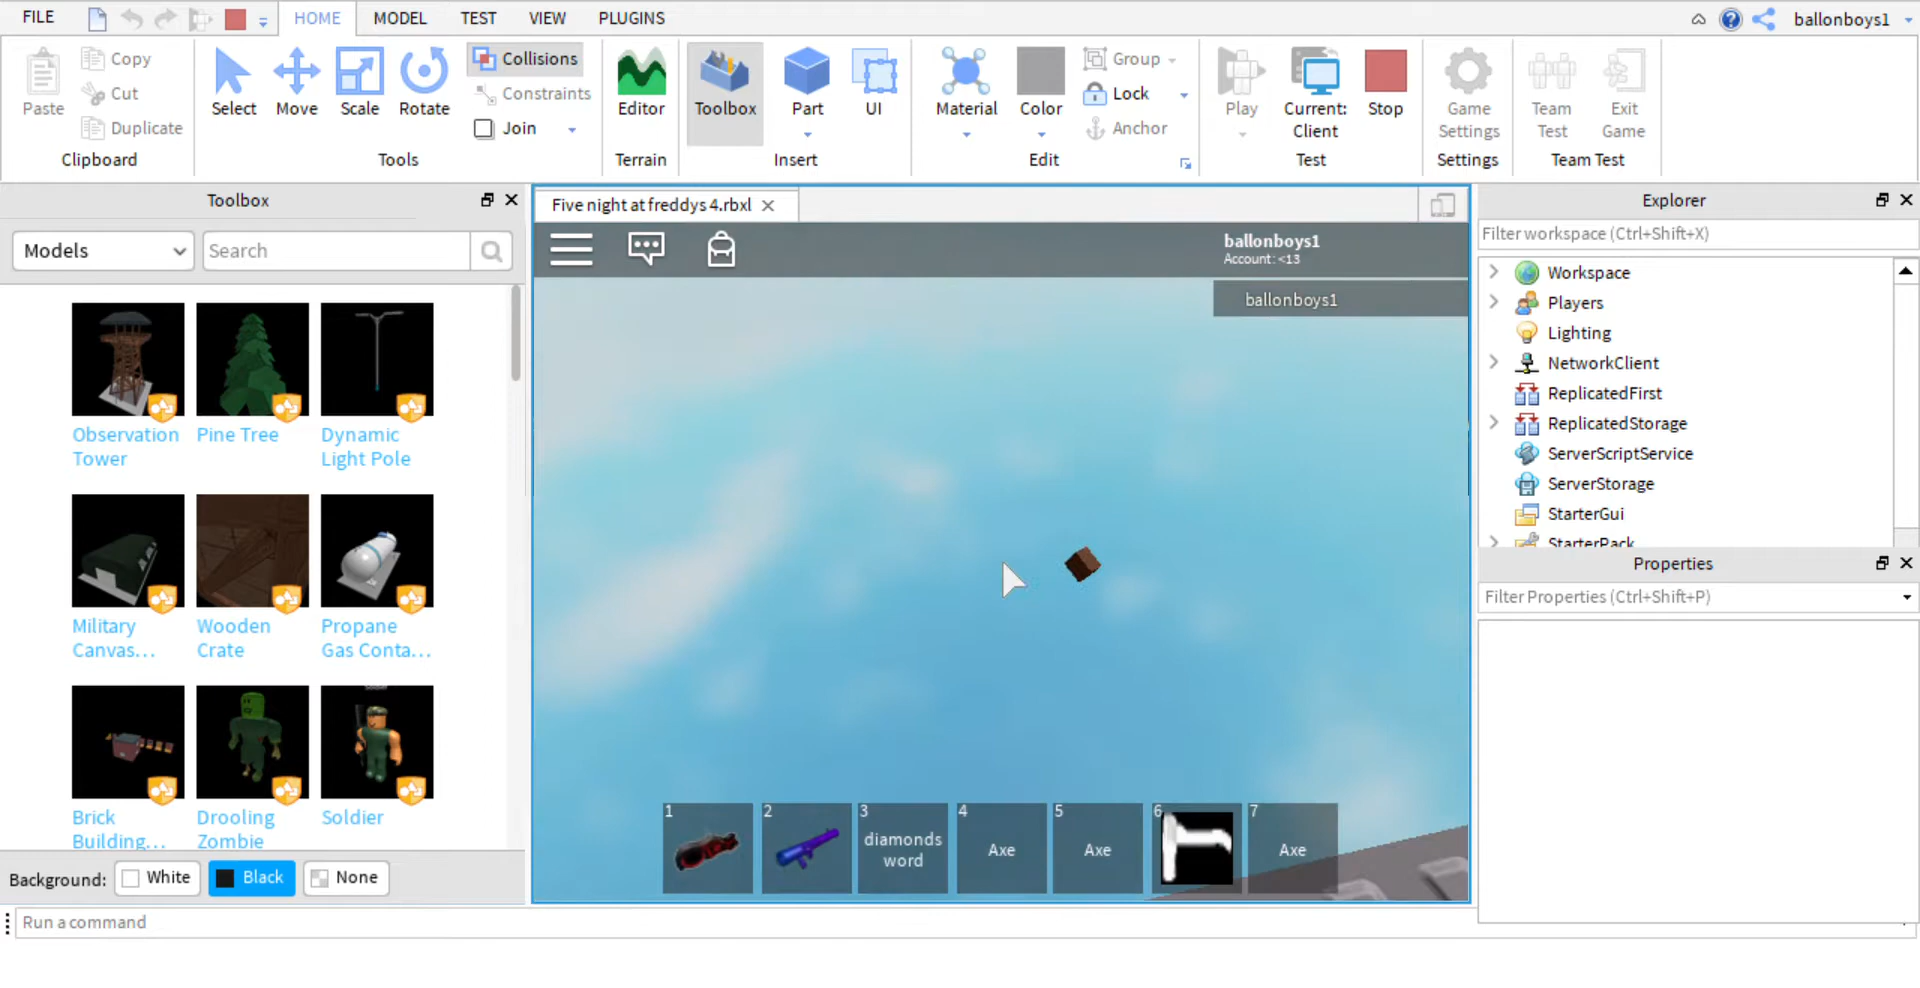 FILE
HOME
MODEL
TEST
VIEW
PLUGINS
ballonboys1
Paste
Copy
Cut
Duplicate
Clipboard
Select
Move
Scale
Rotate
Collisions
Constraints
Join
Tools
Editor
Terrain
Toolbox
Part
UI
Insert
Material
Color
Group
Lock
Anchor
Edit
Play
Current:
Client
Stop
Test
Game
Settings
Settings
Team
Test
Exit
Game
Team Test
Toolbox
Models
Search
Observation
Tower
Pine Tree
Dynamic
Light Pole
Military
Canvas...
Wooden
Crate
Propane
Gas Conta...
Brick
Building...
Drooling
Zombie
Soldier
Background:
White
Black
None
Run a command
Five night at freddys 4.rbxl
ballonboys1
Account: <13
ballonboys1
1
2
3
diamonds
word
4
Axe
5
Axe
6
7
Axe
Explorer
Filter workspace (Ctrl+Shift+X)
Workspace
Players
Lighting
NetworkClient
ReplicatedFirst
ReplicatedStorage
ServerScriptService
ServerStorage
StarterGui
StarterPack
Properties
Filter Properties (Ctrl+Shift+P)